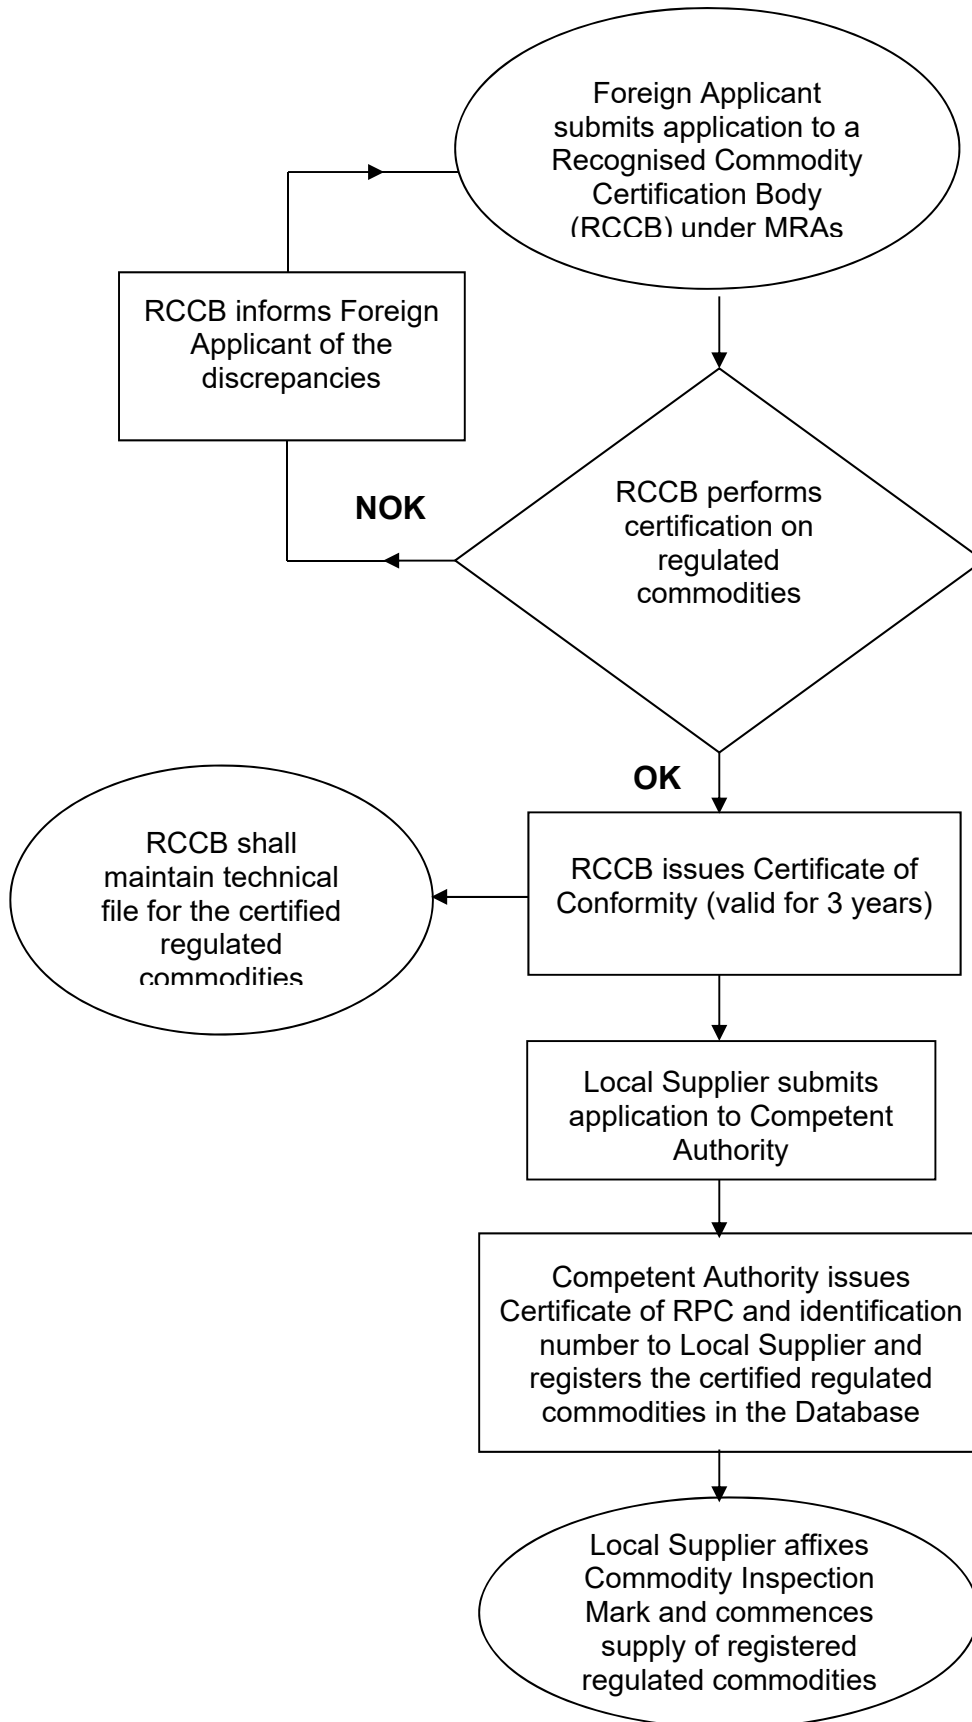 Foreign Applicant
submits application to a
Recognised Commodity
Certification Body
(RCCB) under MRAs
RCCB informs Foreign
Applicant of the
discrepancies
NOK
RCCB performs
certification on
regulated
commodities
OK
RCCB shall
maintain technical
file for the certified
regulated
commodities
RCCB issues Certificate of
Conformity (valid for 3 years)
Local Supplier submits
application to Competent
Authority
Competent Authority issues
Certificate of RPC and identification
number to Local Supplier and
registers the certified regulated
commodities in the Database
Local Supplier affixes
Commodity Inspection
Mark and commences
supply of registered
regulated commodities